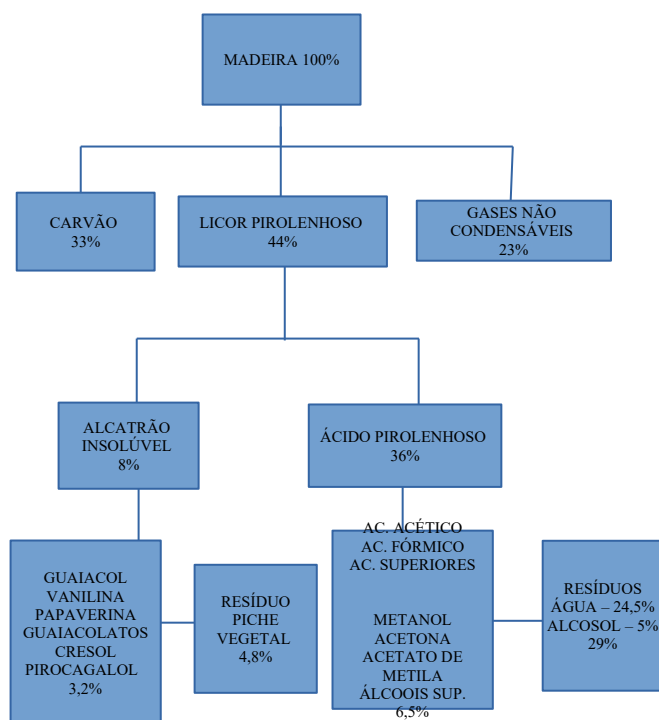 MADEIRA 100%
CARVÃO
33%
LICOR PIROLENHOSO
44%
GASES NÃO
CONDENSÁVEIS
23%
ALCATRÃO
INSOLÚVEL
8%
ÁCIDO PIROLENHOSO
36%
GUAIACOL
VANILINA
PAPAVERINA
GUAIACOLATOS
CRESOL
PIROCAGALOL
3,2%
RESÍDUO
PICHE
VEGETAL
4,8%
AC. ACÉTICO
AC. FÓRMICO
AC. SUPERIORES
METANOL
ACETONA
ACETATO DE
METILA
ÁLCOOIS SUP.
6,5%
RESÍDUOS
ÁGUA – 24,5%
ALCOSOL – 5%
29%